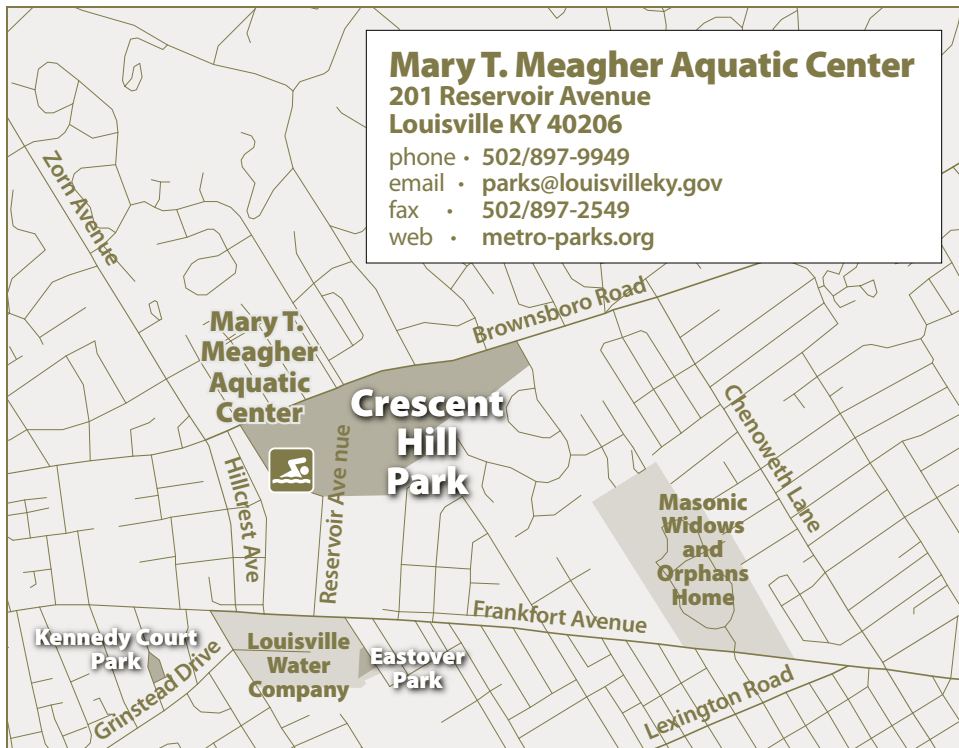 Mary T. Meagher Aquatic Center
201 Reservoir Avenue
Louisville KY 40206
phone • 502/897-9949
email • parks@louisvilleky.gov
fax • 502/897-2549
web • metro-parks.org
Zorn Avenue
Brownsboro Road
Mary T.
Meagher
Aquatic
Center
Crescent
Hill
Park
Chenoweth Lane
Hillcrest Ave
Reservoir Ave nue
Masonic
Widows
and
Orphans
Home
Frankfort Avenue
Kennedy Court
Park
Grinstead Drive
Louisville
Water
Company
Eastover
Park
Lexington Road